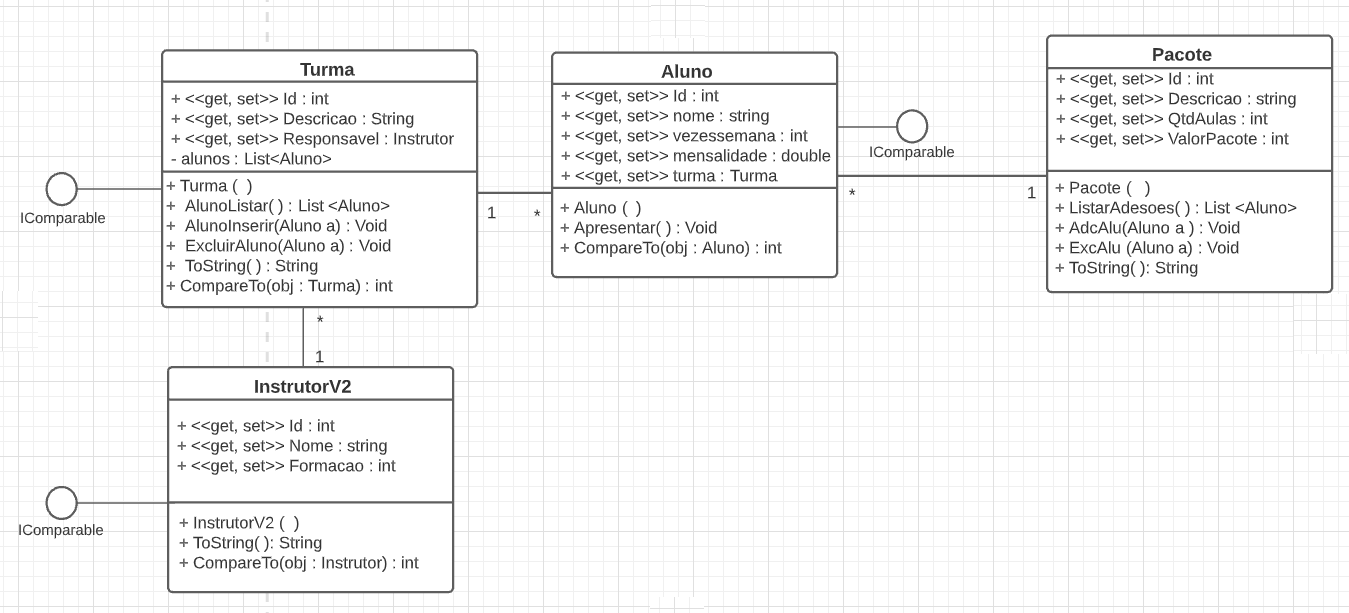 Turma
+ <<get, set>> Id : int
+ <<get, set>> Descricao : String
+ <<get, set>> Responsavel : Instrutor
- alunos : List<Aluno>
+ Turma ( )
+ AlunoListar( ) : List <Aluno>
+ AlunoInserir(Aluno a) : Void
+ ExcluirAluno(Aluno a) : Void
+ ToString( ) : String
+ CompareTo(obj : Turma) : int
IComparable
1
*
Aluno
+ <<get, set>> Id : int
+ <<get, set>> nome : string
+ <<get, set>> vezessemana : int
+ <<get, set>> mensalidade : double
+ <<get, set>> turma : Turma
+ Aluno ( )
+ Apresentar( ) : Void
+ CompareTo(obj : Aluno) : int
IComparable
*
1
Pacote
+ <<get, set>> Id : int
+ <<get, set>> Descricao : string
+ <<get, set>> QtdAulas : int
+ <<get, set>> ValorPacote : int
+ Pacote ( )
+ ListarAdesoes( ) : List <Aluno>
+ AdcAlu(Aluno a ) : Void
+ ExcAlu (Aluno a) : Void
+ ToString( ): String
*
1
InstrutorV2
+ <<get, set>> Id : int
+ <<get, set>> Nome : string
+ <<get, set>> Formacao : int
+ InstrutorV2 ( )
+ ToString( ): String
+ CompareTo(obj : Instrutor) : int
IComparable